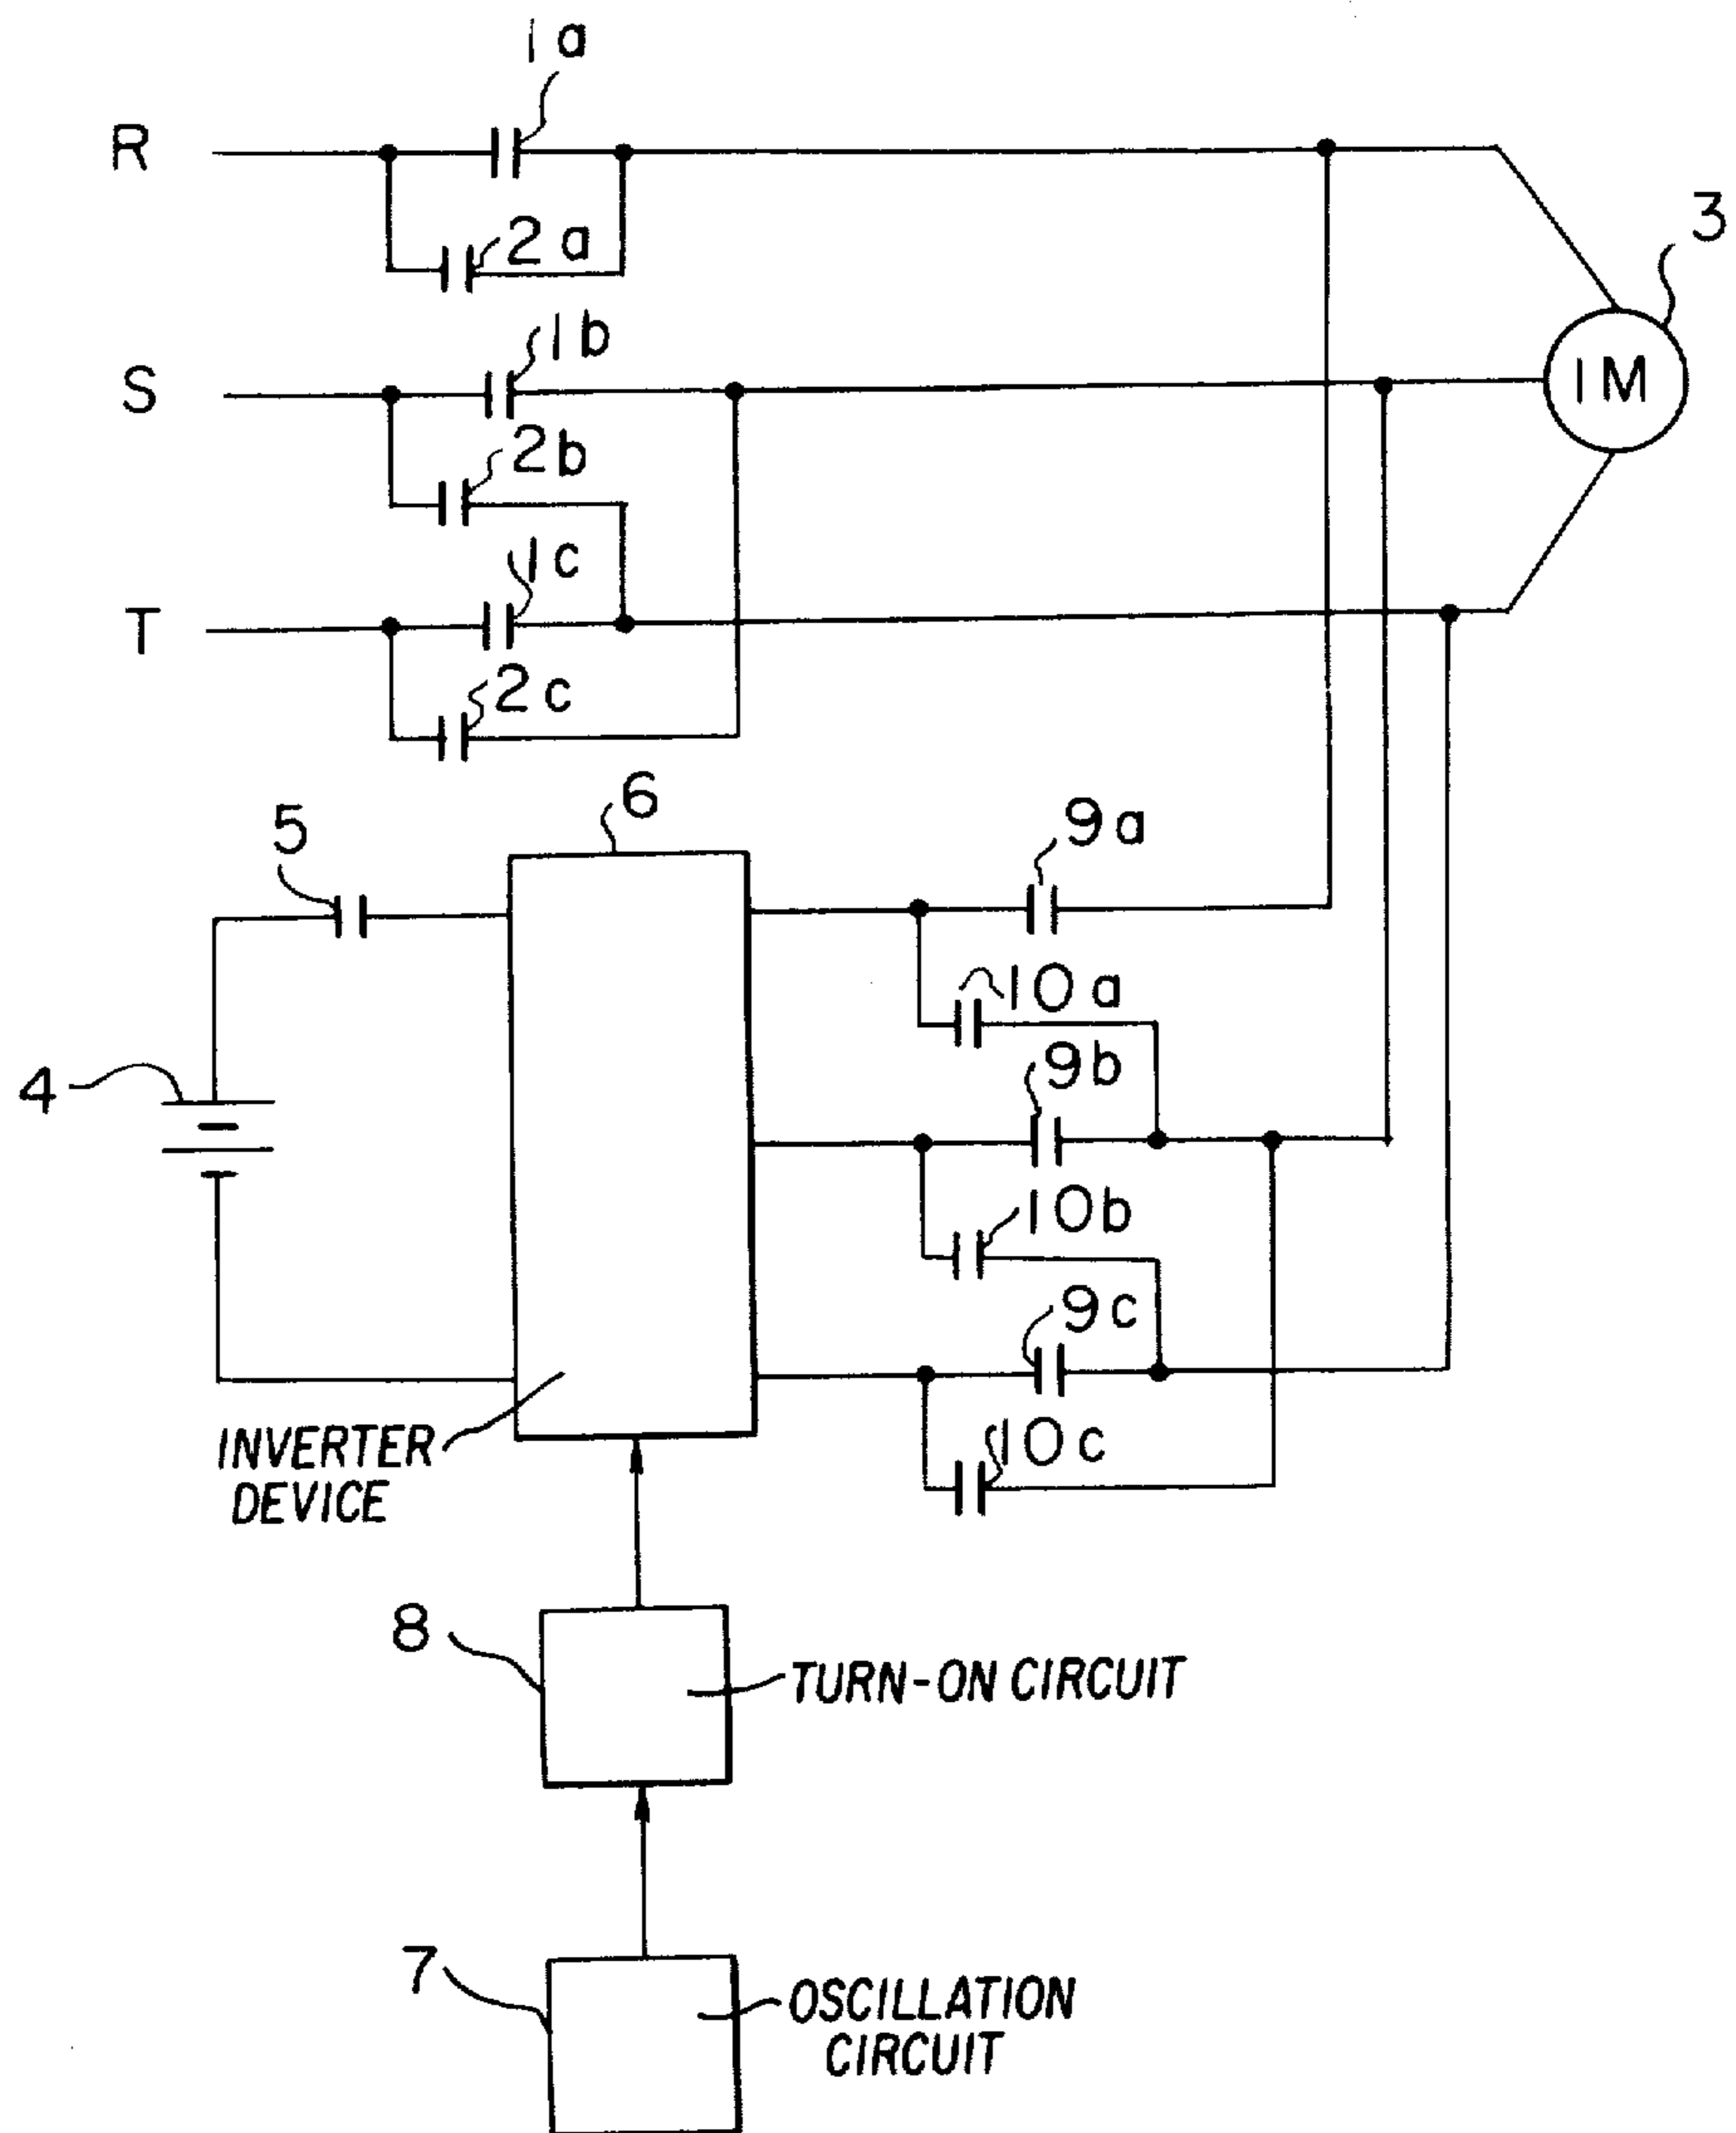 1a
R
2a
3
1b
S
IM
2b
1c
T
2c
6
5
9a
10a
9b
4
10b
9c
10c
INVERTER
DEVICE
8
TURN-ON CIRCUIT
7
OSCILLATION
CIRCUIT